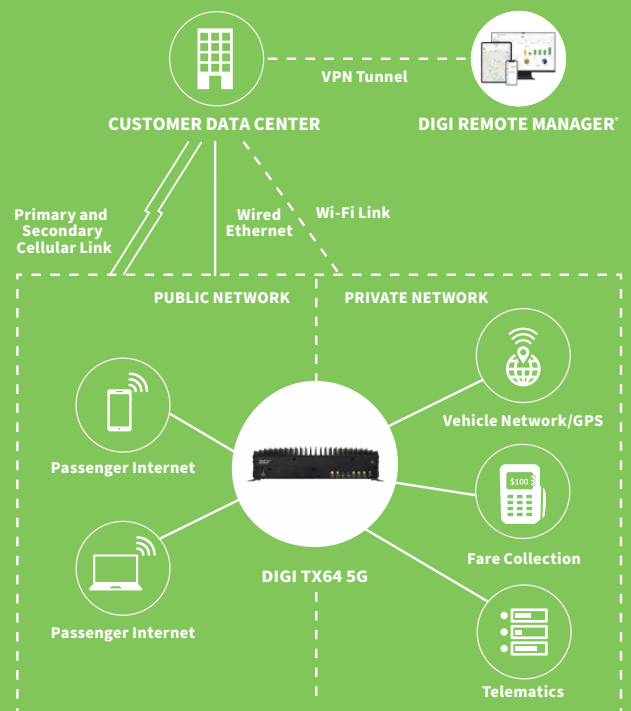 VPN Tunnel
CUSTOMER DATA CENTER
DIGI REMOTE MANAGER®
Primary and
Secondary
Cellular Link
Wired
Ethernet
Wi-Fi Link
PUBLIC NETWORK
PRIVATE NETWORK
Passenger Internet
Vehicle Network/GPS
$100
Fare Collection
DIGI TX64 5G
Passenger Internet
Telematics